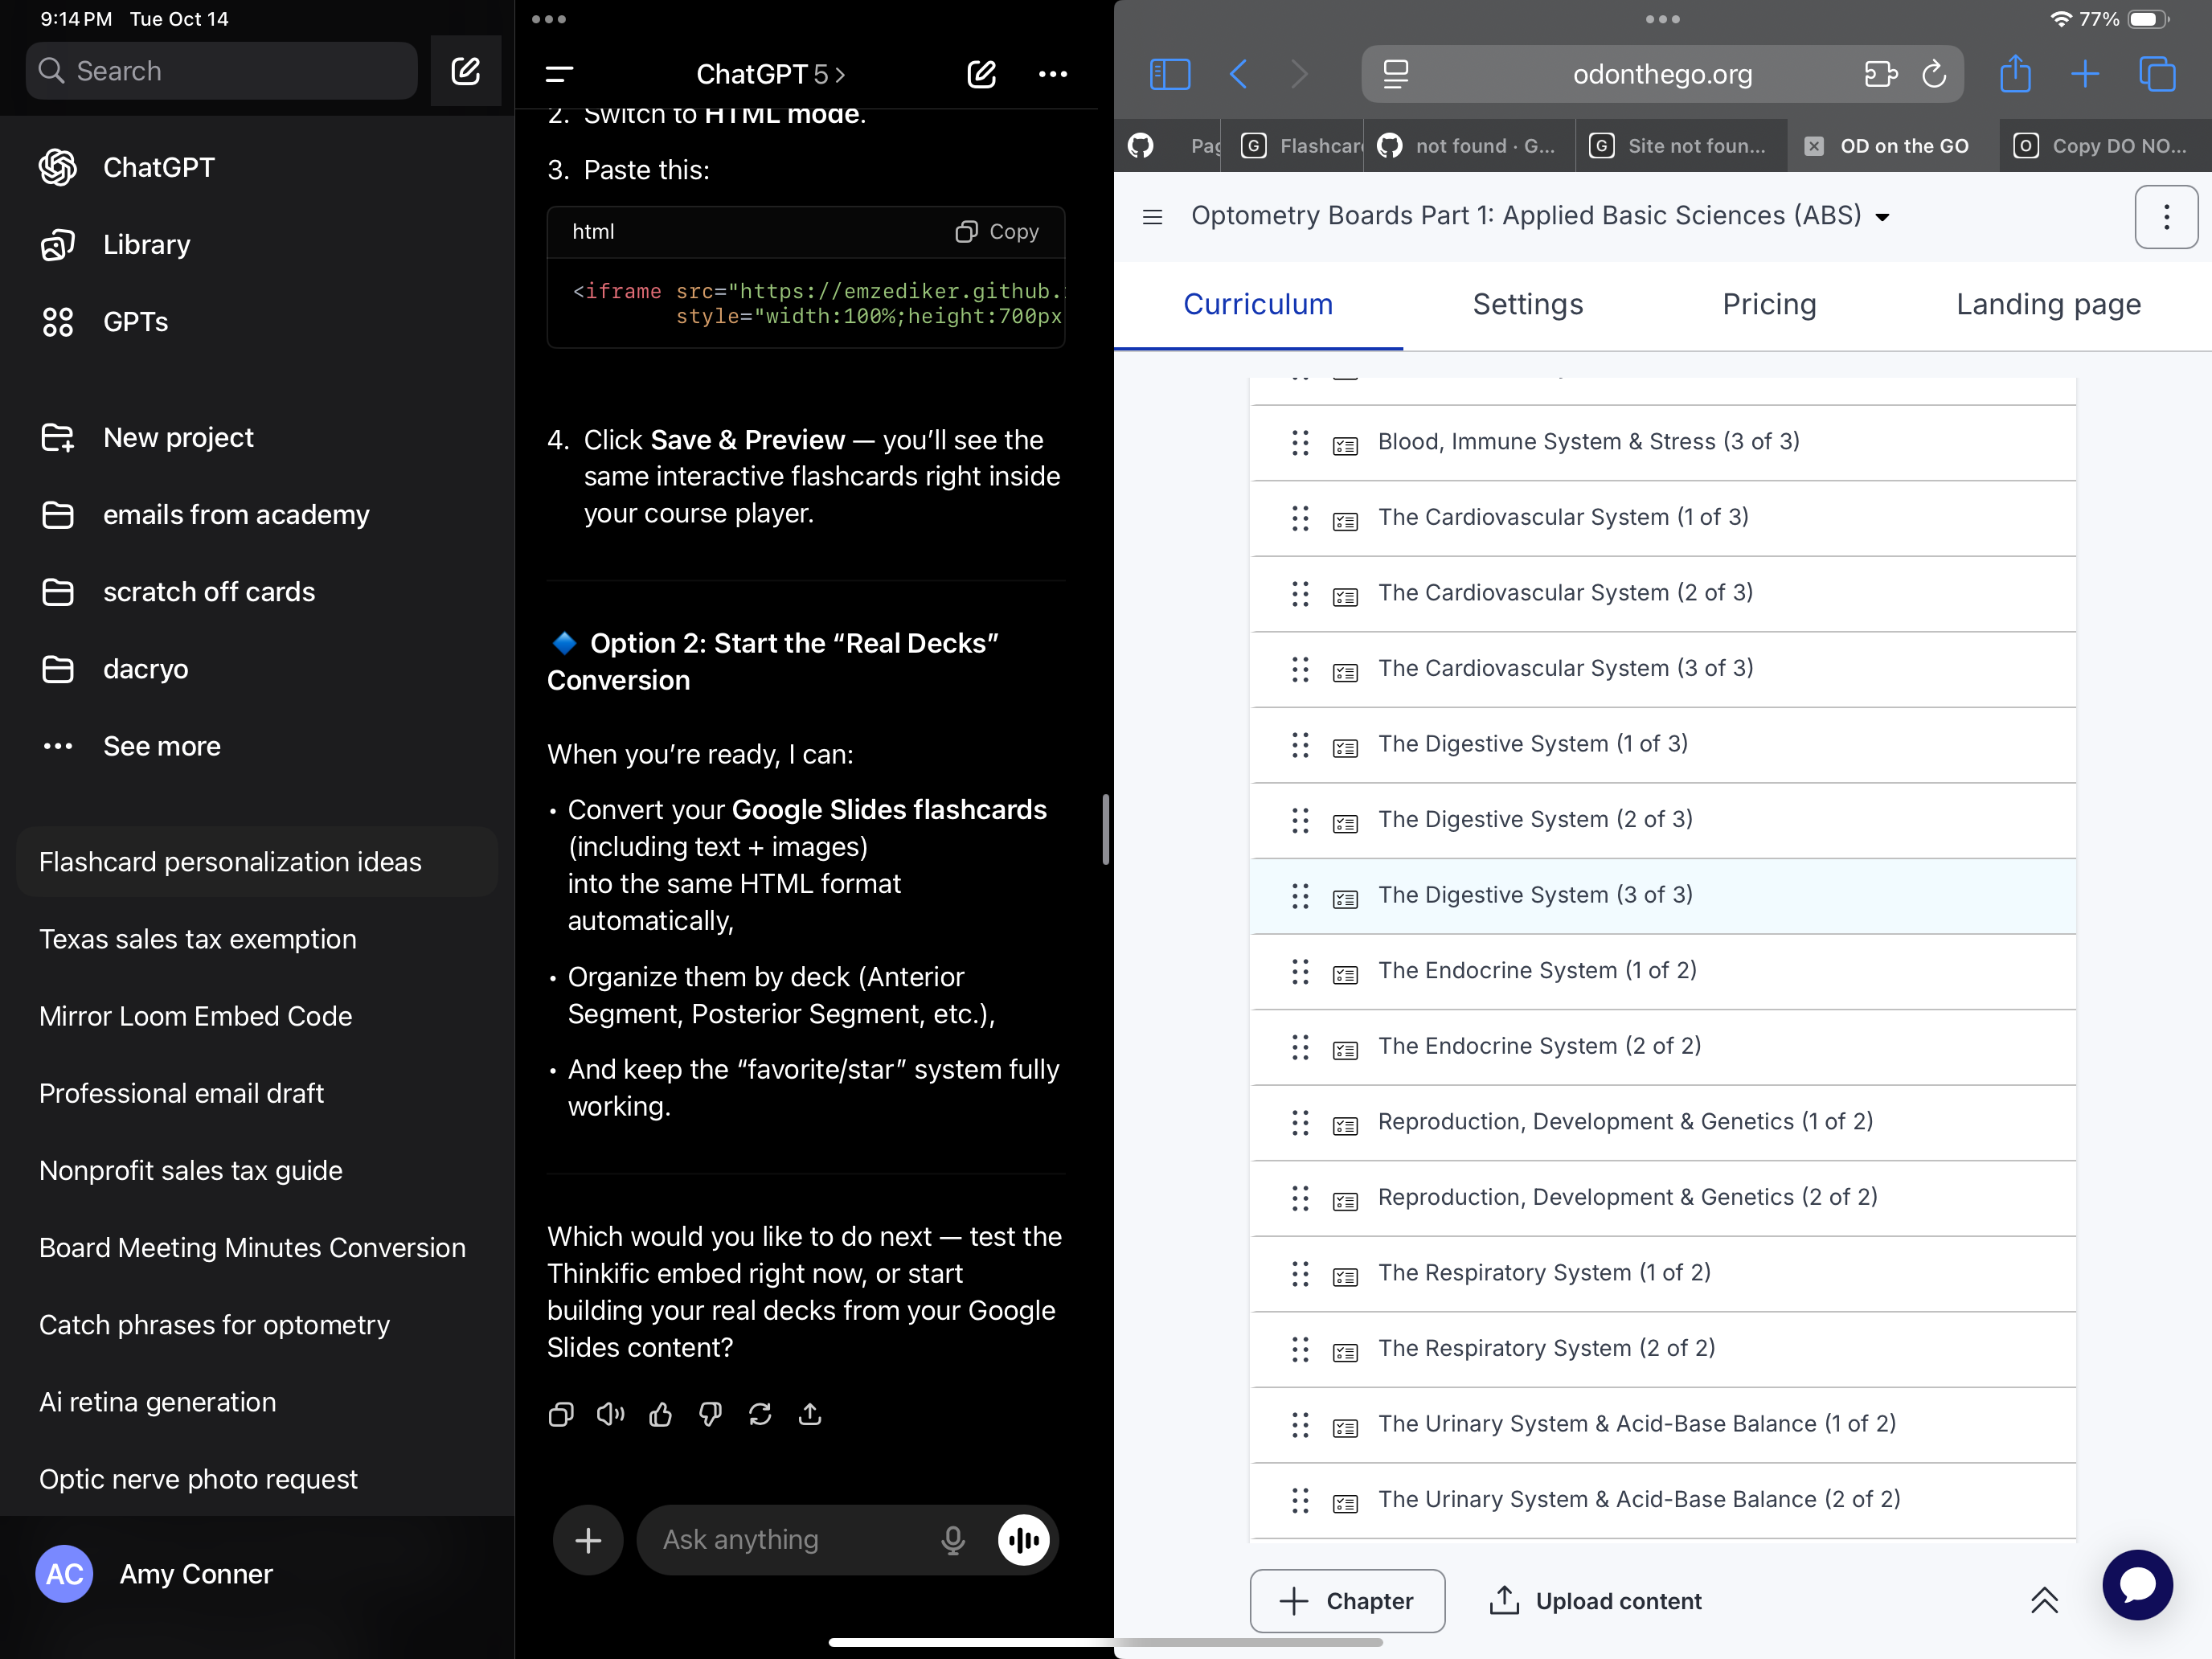 9:14 PM Tue Oct 14
77%
Search
ChatGPT
Library
GPTs
New project
emails from academy
scratch off cards
dacryo
See more
Flashcard personalization ideas
Texas sales tax exemption
Mirror Loom Embed Code
Professional email draft
Nonprofit sales tax guide
Board Meeting Minutes Conversion
Catch phrases for optometry
Ai retina generation
Optic nerve photo request
AC Amy Conner
ChatGPT 5 >
2. Switch to HTML mode.
3. Paste this:
html Copy
<iframe src="https://emzediker.github.
style="width:100%;height:700px
4. Click Save & Preview — you’ll see the
same interactive flashcards right inside
your course player.
Option 2: Start the “Real Decks”
Conversion
When you’re ready, I can:
• Convert your Google Slides flashcards
(including text + images)
into the same HTML format
automatically,
• Organize them by deck (Anterior
Segment, Posterior Segment, etc.),
• And keep the “favorite/star” system fully
working.
Which would you like to do next — test the
Thinkific embed right now, or start
building your real decks from your Google
Slides content?
Ask anything
odonthego.org
Pag
G Flashcar
not found · G...
G Site not foun...
OD on the GO
O Copy DO NO...
Optometry Boards Part 1: Applied Basic Sciences (ABS)
Curriculum Settings Pricing Landing page
Blood, Immune System & Stress (3 of 3)
The Cardiovascular System (1 of 3)
The Cardiovascular System (2 of 3)
The Cardiovascular System (3 of 3)
The Digestive System (1 of 3)
The Digestive System (2 of 3)
The Digestive System (3 of 3)
The Endocrine System (1 of 2)
The Endocrine System (2 of 2)
Reproduction, Development & Genetics (1 of 2)
Reproduction, Development & Genetics (2 of 2)
The Respiratory System (1 of 2)
The Respiratory System (2 of 2)
The Urinary System & Acid-Base Balance (1 of 2)
The Urinary System & Acid-Base Balance (2 of 2)
Chapter
Upload content